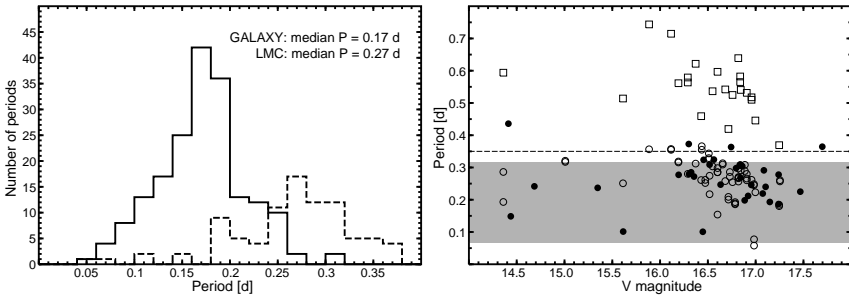 GALAXY: median P = 0.17 d
LMC: median P = 0.27 d
Number of periods
50
45
40
35
30
25
20
15
10
5
0
0.05 0.1 0.15 0.2 0.25 0.3 0.35
Period [d]
Period [d]
0.7
0.6
0.5
0.4
0.3
0.2
0.1
14.5 15.0 15.5 16.0 16.5 17.0 17.5
V magnitude